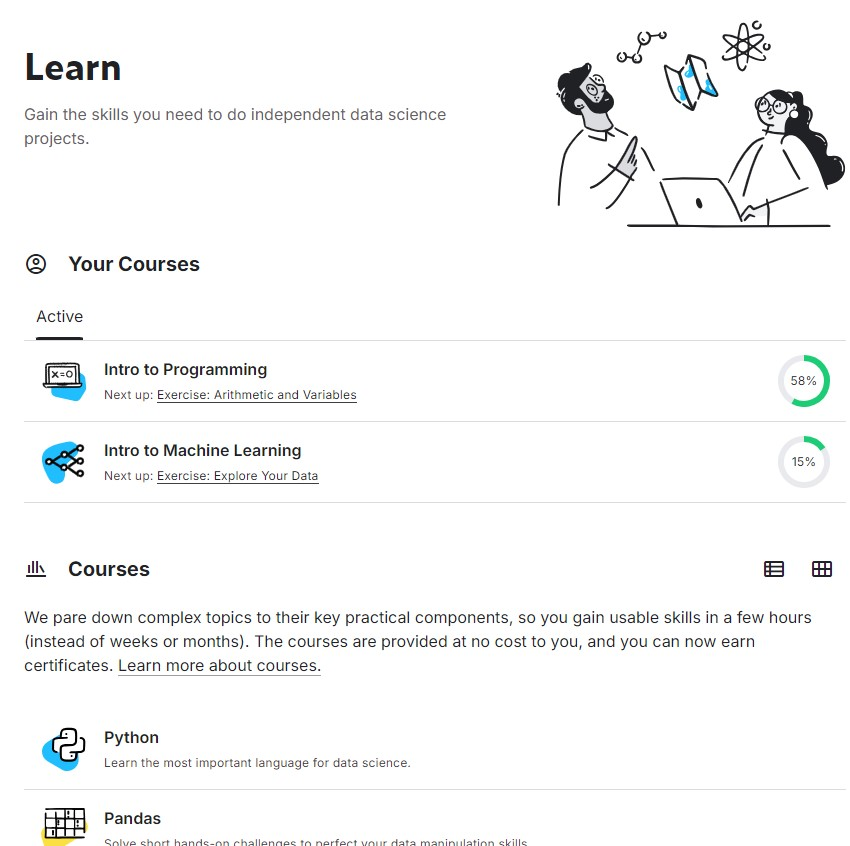 Learn
Gain the skills you need to do independent data science
projects.
Your Courses
Active
X=0
Intro to Programming
Next up: Exercise: Arithmetic and Variables
58%
Intro to Machine Learning
Next up: Exercise: Explore Your Data
15%
Courses
We pare down complex topics to their key practical components, so you gain usable skills in a few hours
(instead of weeks or months). The courses are provided at no cost to you, and you can now earn
certificates. Learn more about courses.
Python
Learn the most important language for data science.
Pandas
Solve short hands-on challenges to perfect your data manipulation skills.